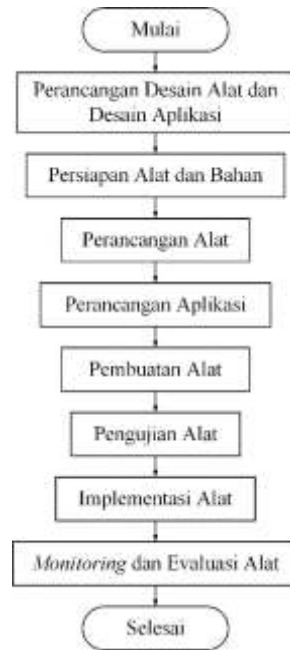 Mulai
Perancangan Desain Alat dan
Desain Aplikasi
Persiapan Alat dan Bahan
Perancangan Alat
Perancangan Aplikasi
Pembuatan Alat
Pengujian Alat
Implementasi Alat
Monitoring dan Evaluasi Alat
Selesai